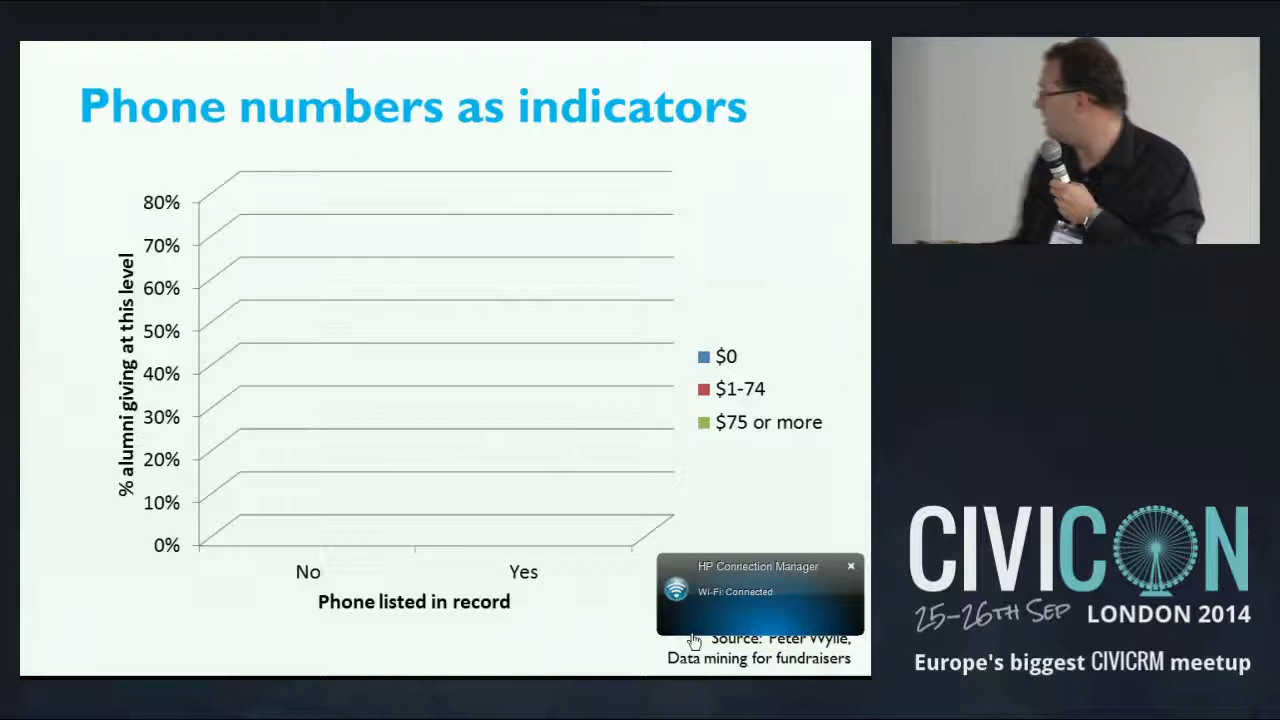 Phone numbers as indicators
% alumni giving at this level
80%
70%
60%
50%
40%
30%
20%
10%
0%
No
Yes
Phone listed in record
$0
$1-74
$75 or more
HP Connection Manager
Wi-Fi: Connected
Source: Peter Wylie,
Data mining for fundraisers
CIVICON
25-26TH SEP LONDON 2014
Europe's biggest CIVICRM meetup